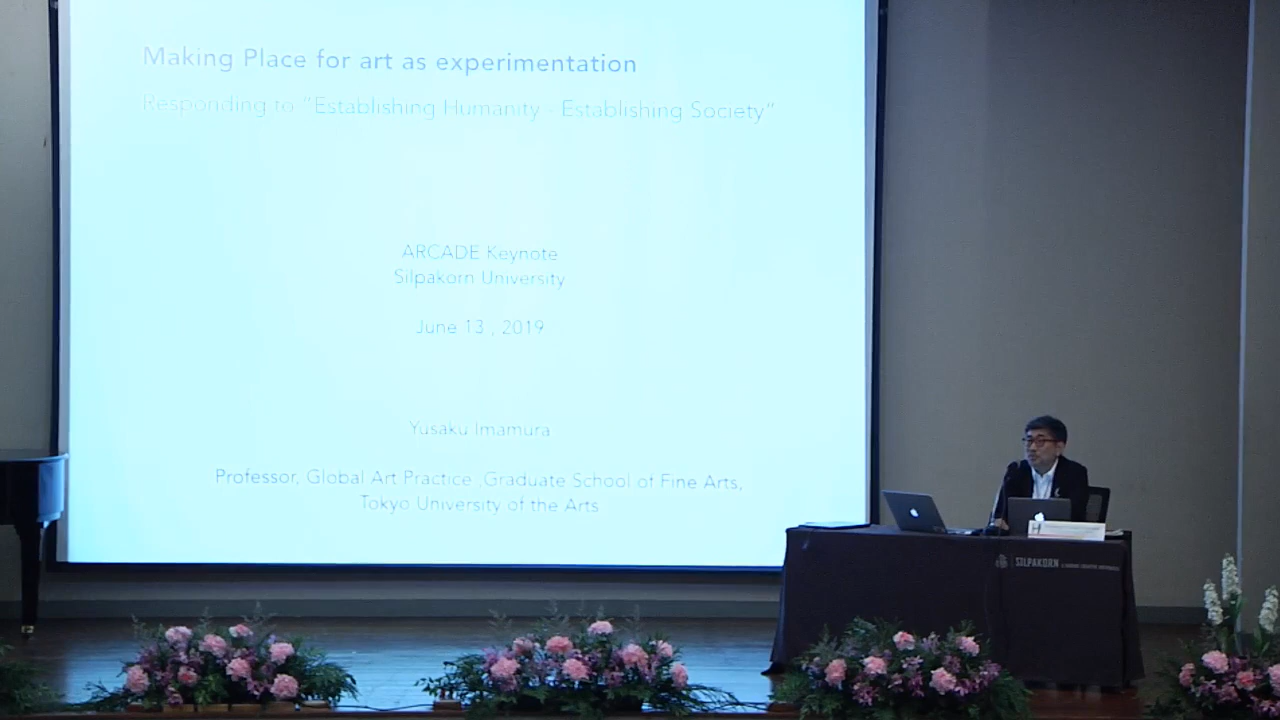 Making Place for art as experimentation
Responding to "Establishing Humanity - Establishing Society"
ARCADE Keynote
Silpakorn University
June 13 , 2019
Yusaku Imamura
Professor, Global Art Practice ,Graduate School of Fine Arts,
Tokyo University of the Arts
SILPAKORN